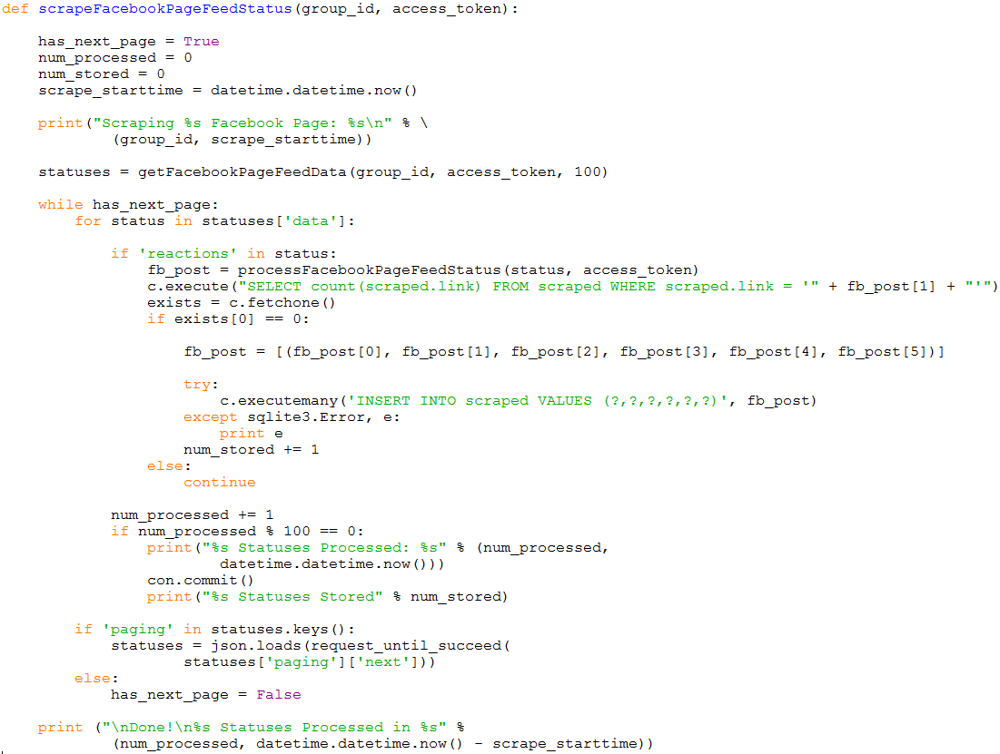 def scrapeFacebookPageFeedStatus(group_id, access_token):

    has_next_page = True
    num_processed = 0
    num_stored = 0
    scrape_starttime = datetime.datetime.now()

    print("Scraping %s Facebook Page: %s\n" % \
            (group_id, scrape_starttime))

    statuses = getFacebookPageFeedData(group_id, access_token, 100)

    while has_next_page:
        for status in statuses['data']:

            if 'reactions' in status:
                fb_post = processFacebookPageFeedStatus(status, access_token)
                c.execute("SELECT count(scraped.link) FROM scraped WHERE scraped.link = '" + fb_post[1] + "'")
                exists = c.fetchone()
                if exists[0] == 0:

                    fb_post = [(fb_post[0], fb_post[1], fb_post[2], fb_post[3], fb_post[4], fb_post[5])]

                    try:
                        c.executemany('INSERT INTO scraped VALUES (?,?,?,?,?,?)', fb_post)
                    except sqlite3.Error, e:
                        print e
                    num_stored += 1
                else:
                    continue

            num_processed += 1
            if num_processed % 100 == 0:
                print("%s Statuses Processed: %s" % (num_processed,
                        datetime.datetime.now()))
                con.commit()
                print("%s Statuses Stored" % num_stored)

        if 'paging' in statuses.keys():
            statuses = json.loads(request_until_succeed(
                    statuses['paging']['next']))
        else:
            has_next_page = False

    print ("\nDone!\n%s Statuses Processed in %s" %
            (num_processed, datetime.datetime.now() - scrape_starttime))